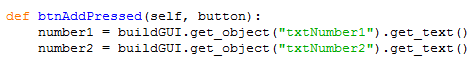 def btnAddPressed(self, button):
    number1 = buildGUI.get_object("txtNumber1").get_text()
    number2 = buildGUI.get_object("txtNumber2").get_text()